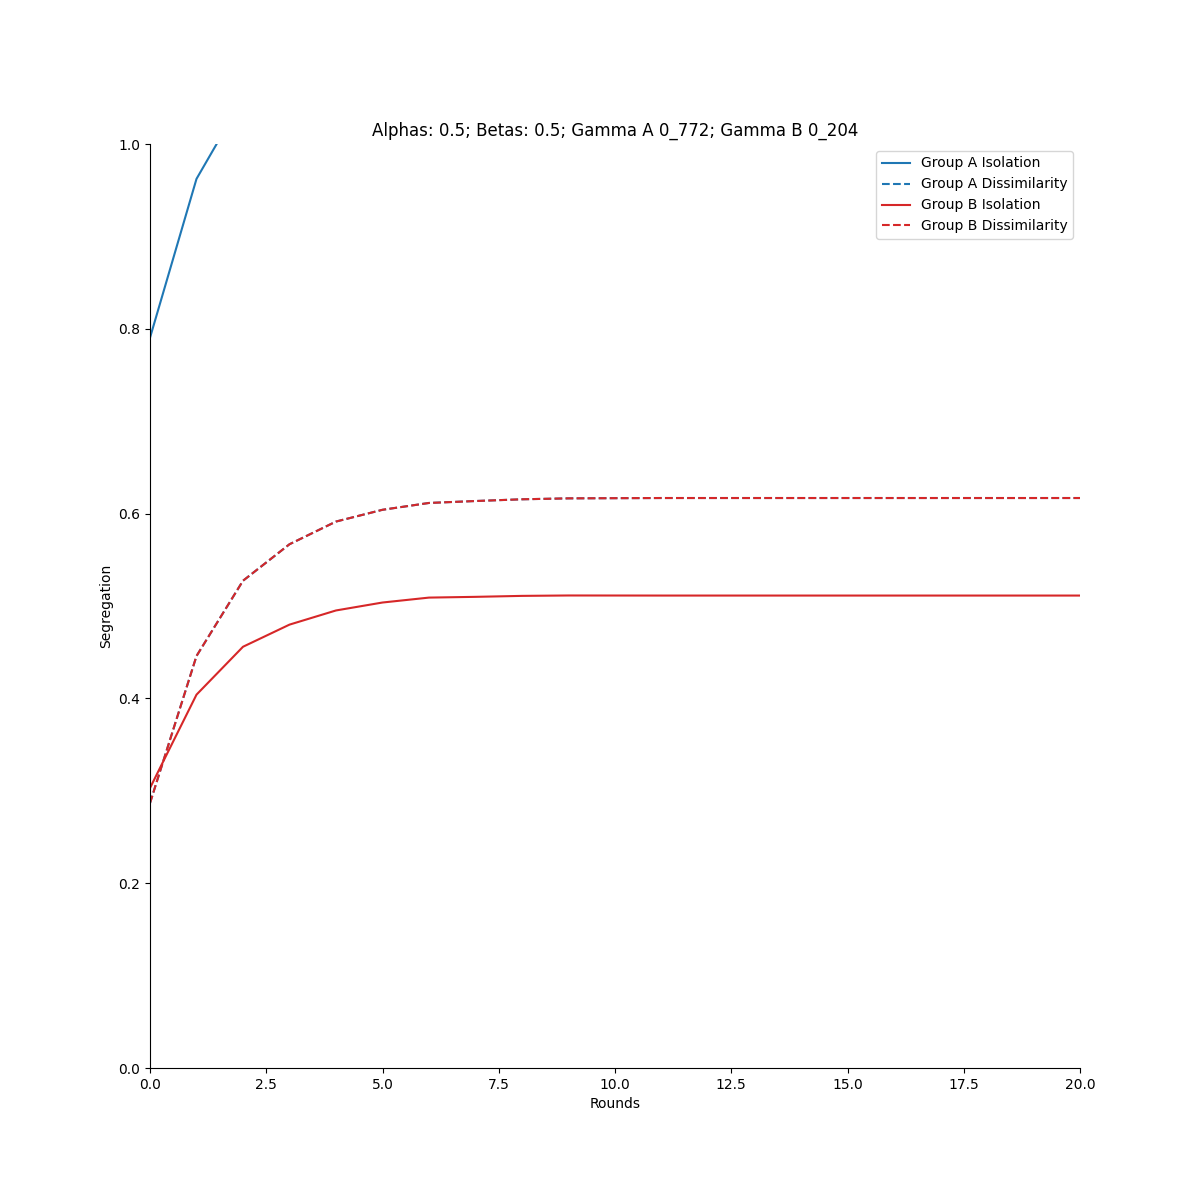 Alphas: 0.5; Betas: 0.5; Gamma A 0_772; Gamma B 0_204
Group A Isolation
Group A Dissimilarity
Group B Isolation
Group B Dissimilarity
1.0
0.8
0.6
0.4
0.2
0.0
Segregation
0.0 2.5 5.0 7.5 10.0 12.5 15.0 17.5 20.0
Rounds